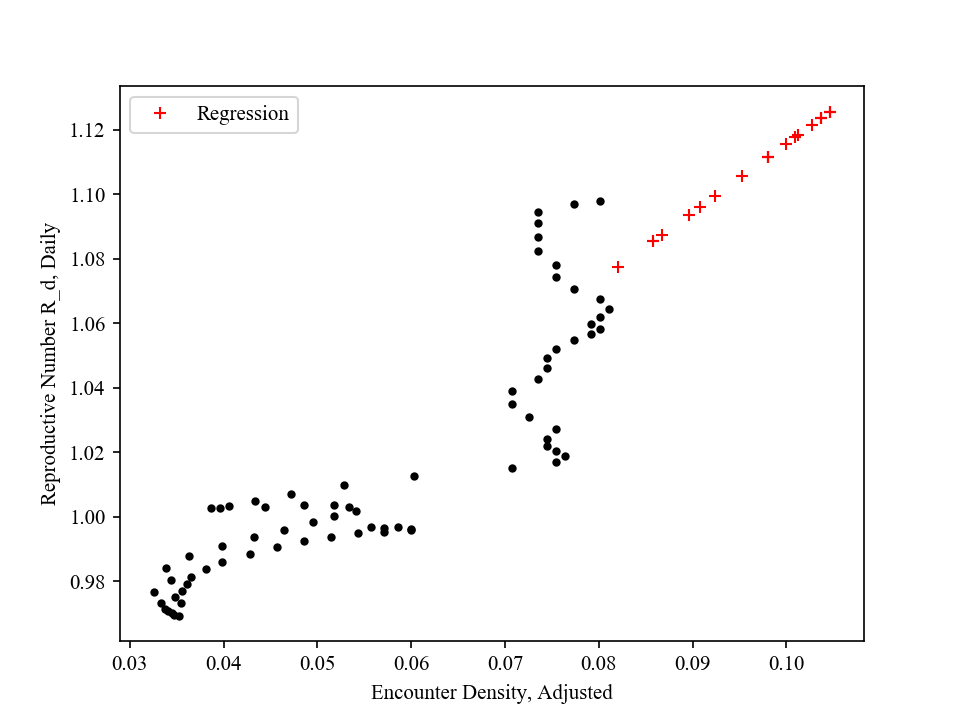 Regression
1.12
1.10
1.08
1.06
1.04
1.02
1.00
0.98
Reproductive Number R_d, Daily
0.03 0.04 0.05 0.06 0.07 0.08 0.09 0.10
Encounter Density, Adjusted